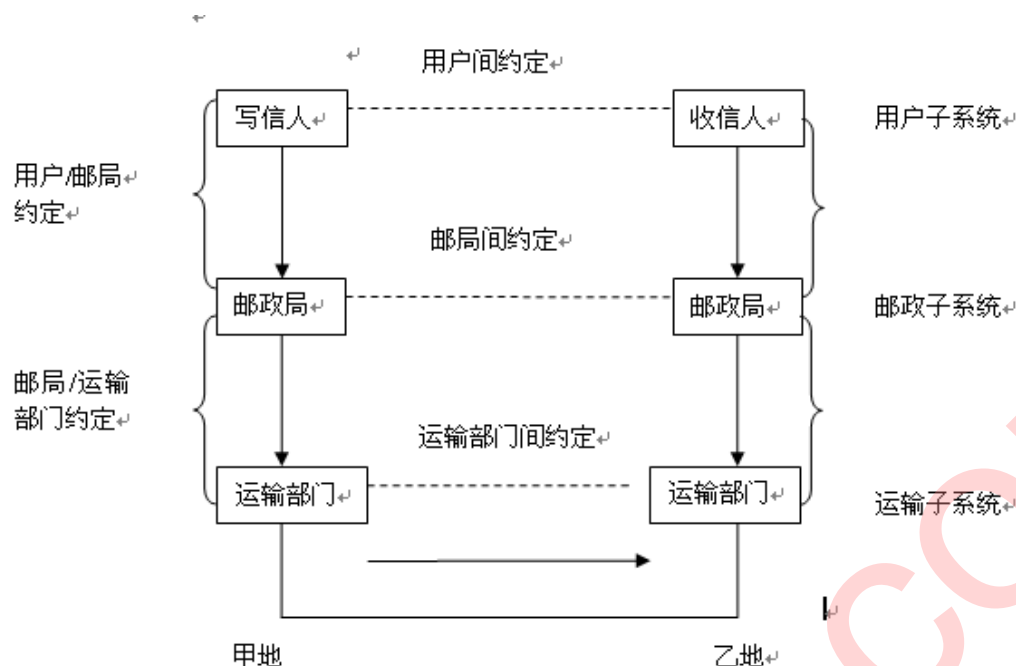 用户间约定
写信人
收信人
用户子系统
用户/邮局
约定
邮局间约定
邮政局
邮政局
邮政子系统
邮局/运输
部门约定
运输部门间约定
运输部门
运输部门
运输子系统
甲地
乙地